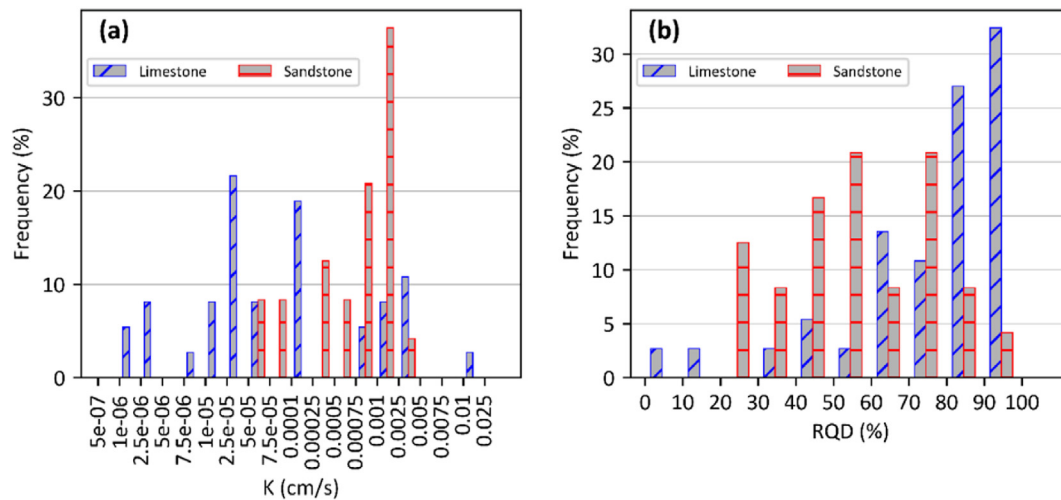 (a)
Limestone
Sandstone
Frequency (%)
30
20
10
0
5e-07
1e-06
2.5e-06
5e-06
7.5e-06
1e-05
2.5e-05
5e-05
7.5e-05
0.0001
0.00025
0.0005
0.00075
0.001
0.0025
0.005
0.0075
0.01
0.025
K (cm/s)
(b)
Limestone
Sandstone
Frequency (%)
30
25
20
15
10
5
0
0 10 20 30 40 50 60 70 80 90 100
RQD (%)